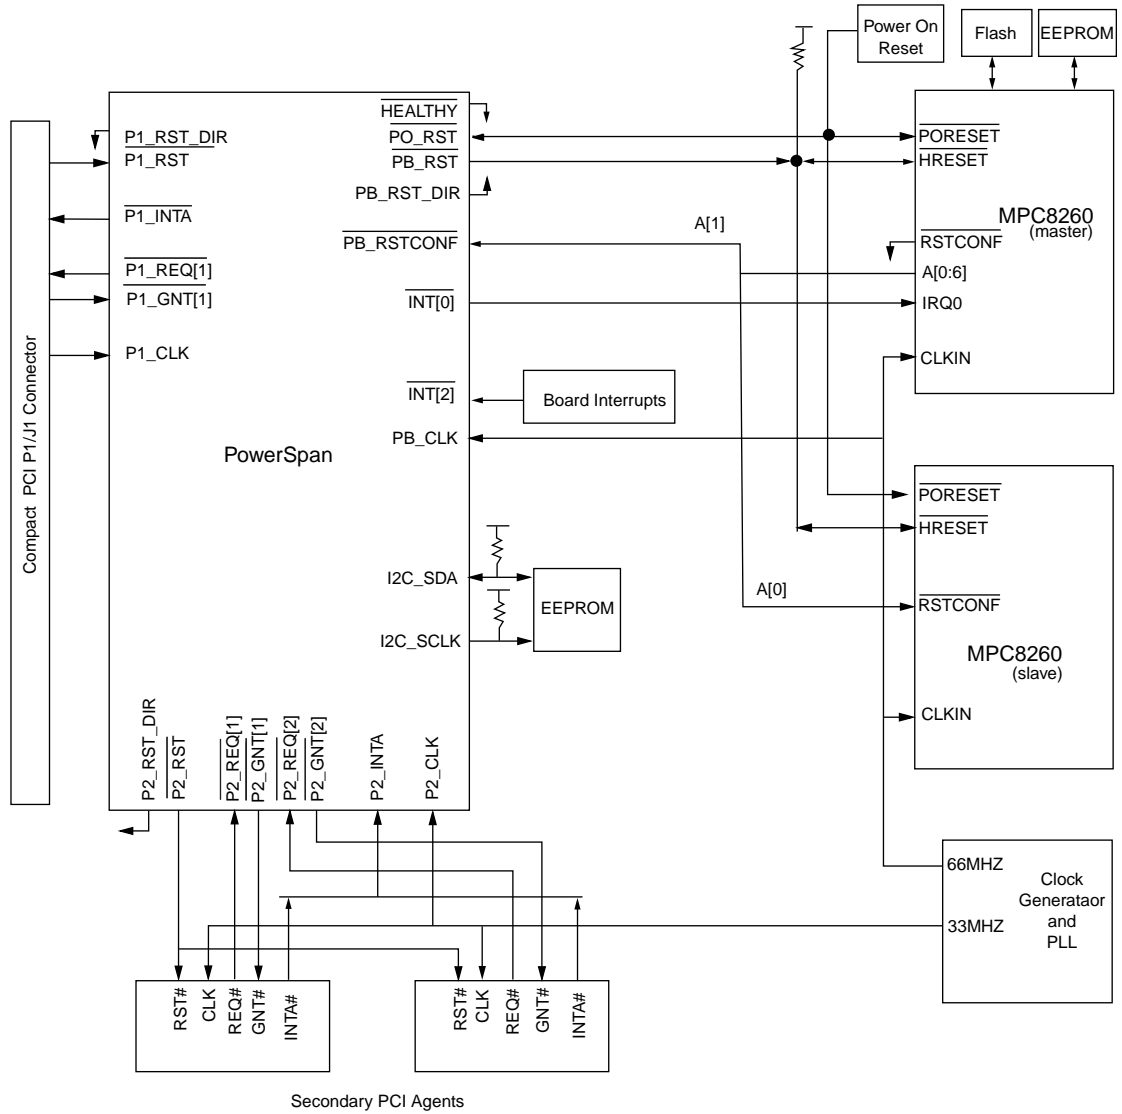 Power On
Reset
Flash
EEPROM
HEALTHY
PO_RST
PB_RST
PB_RST_DIR
PB_RSTCONF
INT[0]
INT[2]
PB_CLK
P1_RST_DIR
P1_RST
P1_INTA
P1_REQ[1]
P1_GNT[1]
P1_CLK
Compact PCI P1/J1 Connector
PowerSpan
A[1]
Board Interrupts
PORESET
HRESET
MPC8260
(master)
RSTCONF
A[0:6]
IRQ0
CLKIN
PORESET
HRESET
A[0]
RSTCONF
MPC8260
(slave)
CLKIN
I2C_SDA
I2C_SCLK
EEPROM
P2_RST_DIR
P2_RST
P2_REQ[1]
P2_GNT[1]
P2_REQ[2]
P2_GNT[2]
P2_INTA
P2_CLK
66MHZ
33MHZ
Clock
Generataor
and
PLL
RST#
CLK
REQ#
GNT#
INTA#
RST#
CLK
REQ#
GNT#
INTA#
Secondary PCI Agents